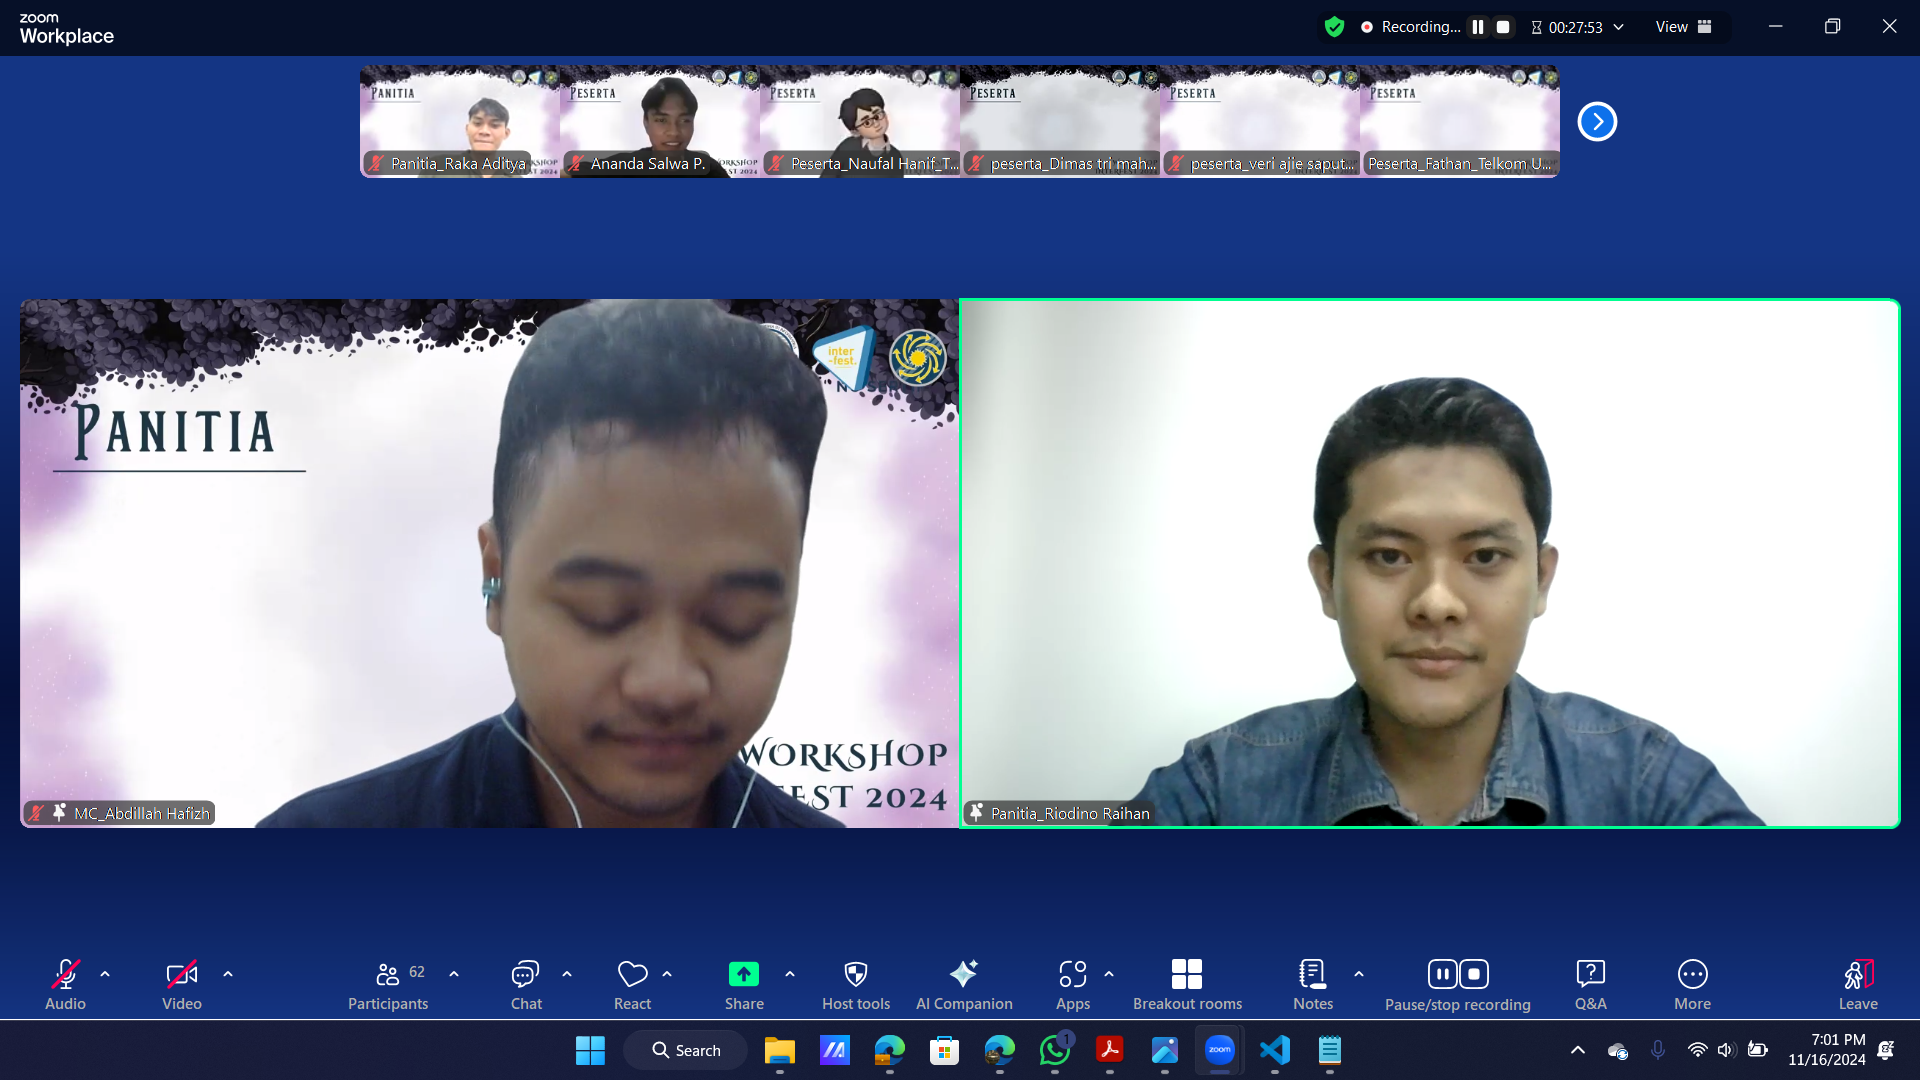 zoom
Workplace
Recording...
00:27:53
View
PANITIA
PESERTA
PESERTA
PESERTA
PESERTA
PESERTA
Panitia_Raka Aditya
Ananda Salwa P.
Peserta_Naufal Hanif_T...
peserta_Dimas tri mah...
peserta_veri ajie saput...
Peserta_Fathan_Telkom U...
PANITIA
inter
-fest.
WORKSHOP
FEST 2024
MC_Abdillah Hafizh
Panitia_Riodino Raihan
62
Audio
Video
Participants
Chat
React
Share
Host tools
AI Companion
Apps
Breakout rooms
Notes
Pause/stop recording
Q&A
More
Leave
Search
1
zoom
7:01 PM
11/16/2024